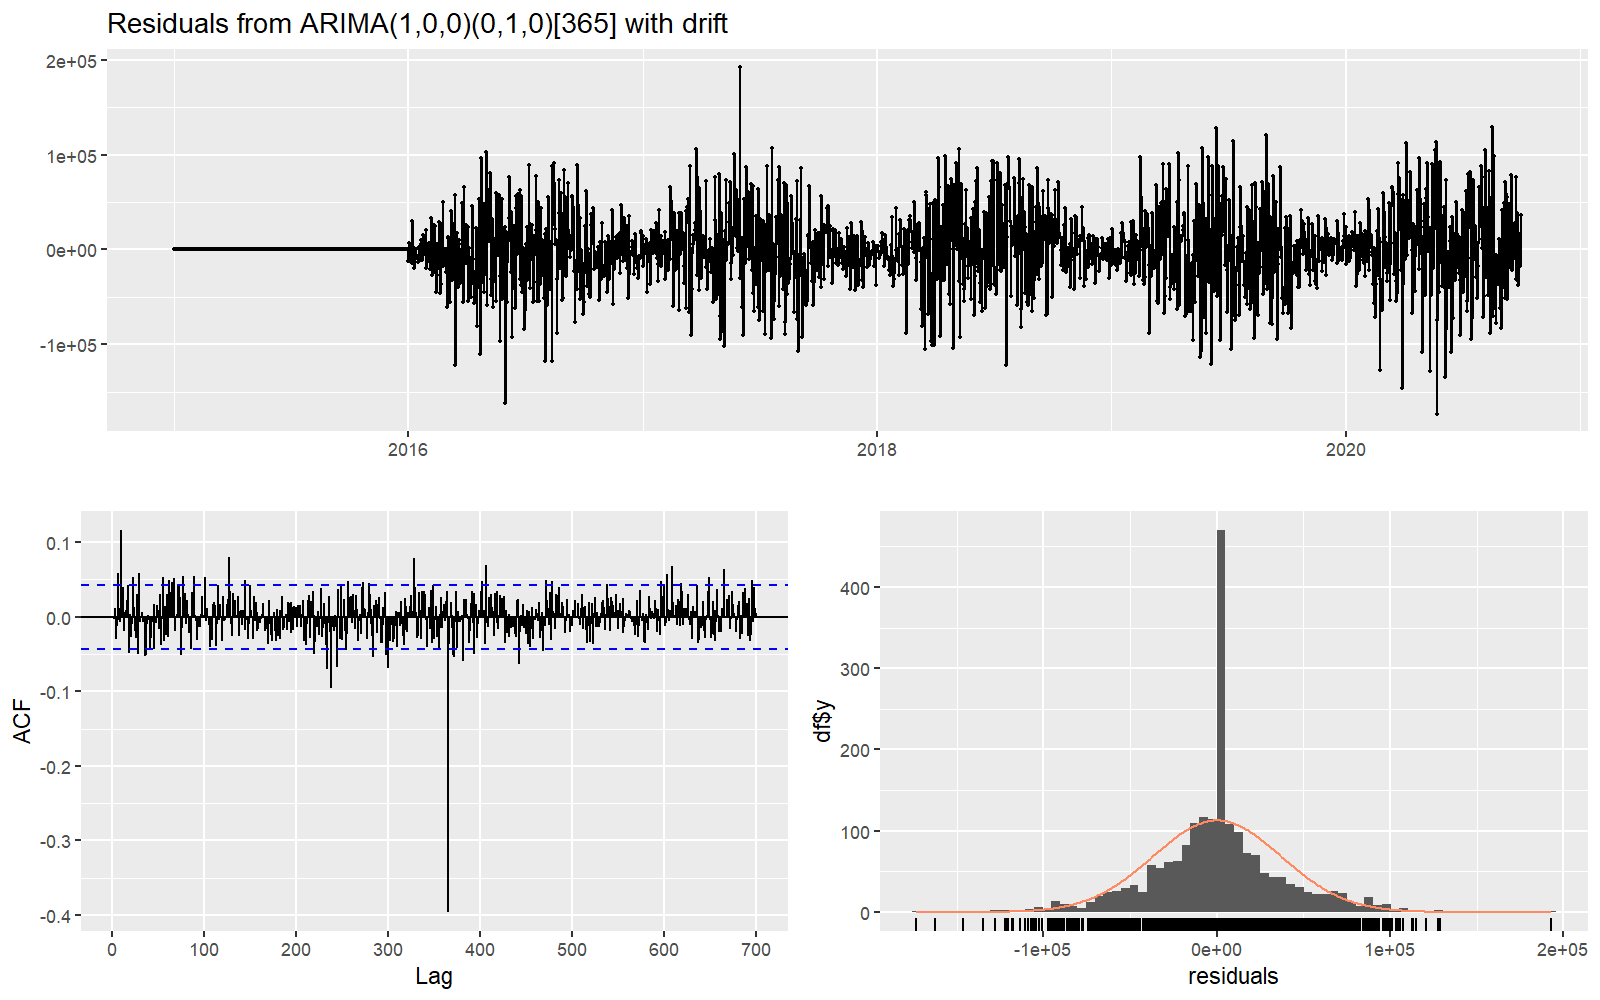 Residuals from ARIMA(1,0,0)(0,1,0)[365] with drift
2e+05
1e+05
0e+00
-1e+05
2016 2018 2020
ACF
0.1
0.0
-0.1
-0.2
-0.3
-0.4
0 100 200 300 400 500 600 700
Lag
df$y
400
300
200
100
0
-1e+05 0e+00 1e+05 2e+05
residuals